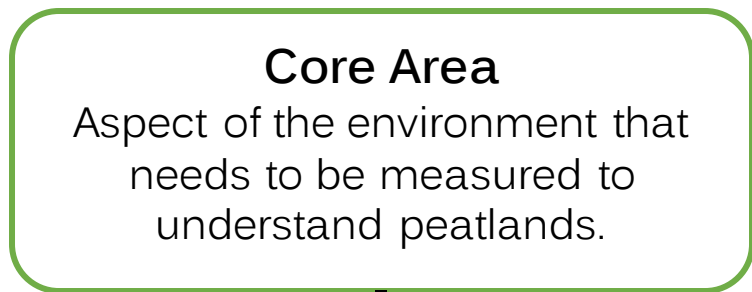 Core Area
Aspect of the environment that
needs to be measured to
understand peatlands.